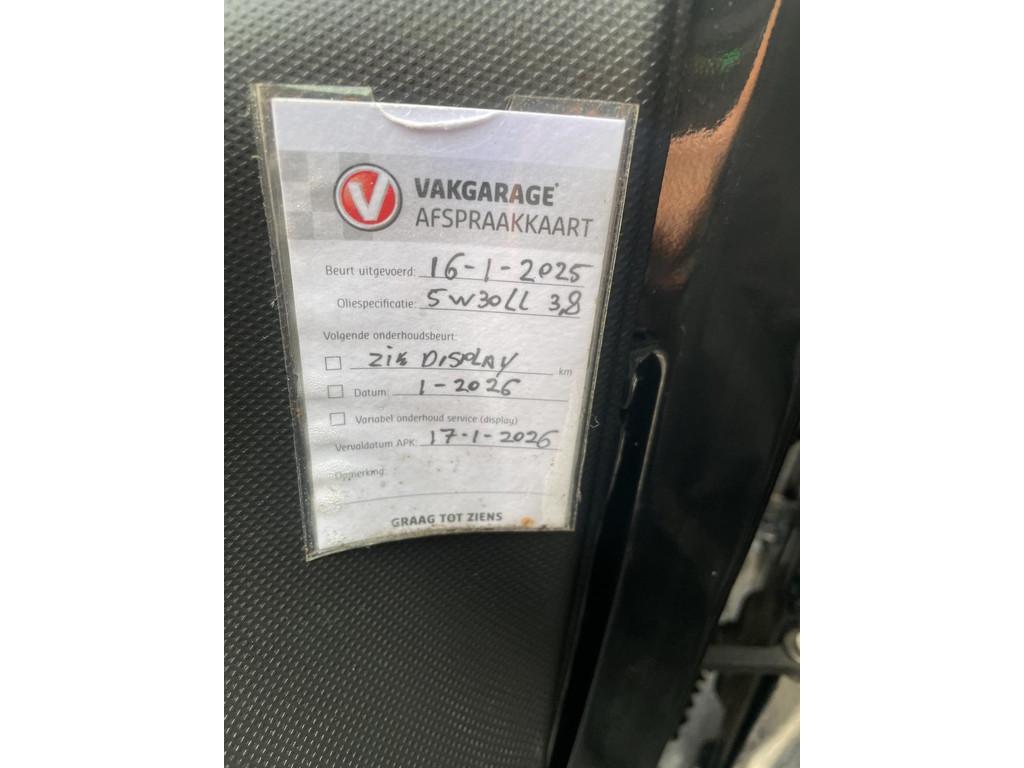 V VAKGARAGE®
AFSPRAAKKAART
Beurt uitgevoerd: 16-1-2025
Oliespecificatie: 5W30LL 3,8
Volgende onderhoudsbeurt:
Zie DISPLAY km
Datum: 1-2026
Variabel onderhoud service (display)
Vervaldatum APK: 17-1-2026
Opmerking:
GRAAG TOT ZIENS